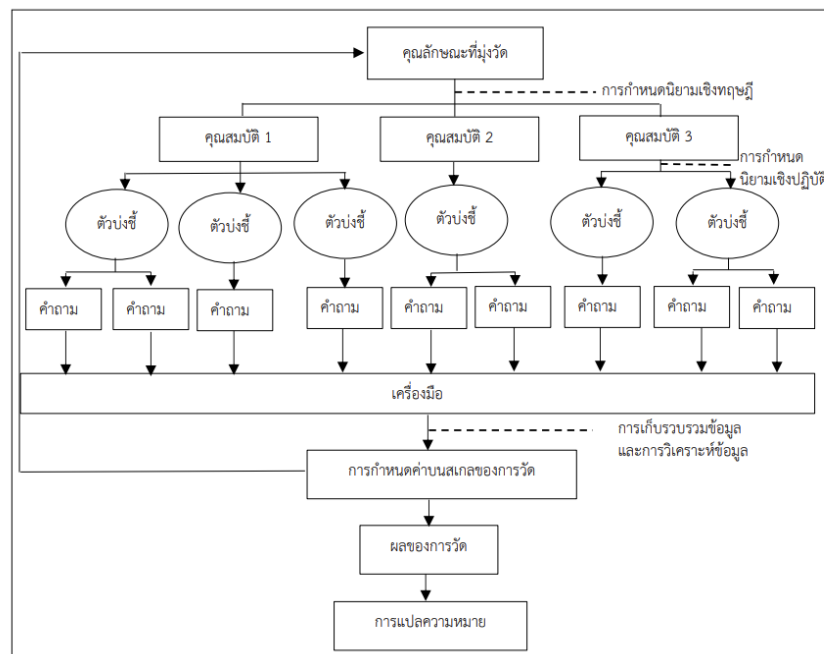 คุณลักษณะที่มุ่งวัด
การกำหนดนิยามเชิงทฤษฎี
คุณสมบัติ 1
คุณสมบัติ 2
คุณสมบัติ 3
การกำหนด
นิยามเชิงปฏิบัติ
ตัวบ่งชี้
ตัวบ่งชี้
ตัวบ่งชี้
ตัวบ่งชี้
ตัวบ่งชี้
ตัวบ่งชี้
คำถาม
คำถาม
คำถาม
คำถาม
คำถาม
คำถาม
คำถาม
คำถาม
คำถาม
เครื่องมือ
การเก็บรวบรวมข้อมูล
และการวิเคราะห์ข้อมูล
การกำหนดค่าบนสเกลของการวัด
ผลของการวัด
การแปลความหมาย